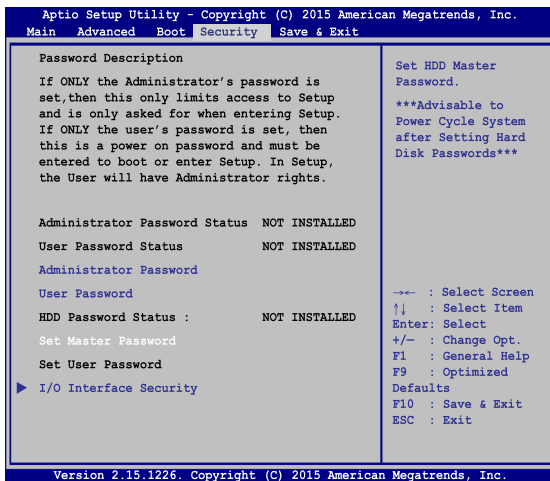 Aptio Setup Utility - Copyright (C) 2015 American Megatrends, Inc.
Main Advanced Boot Security Save & Exit
Password Description
If ONLY the Administrator's password is
set,then this only limits access to Setup
and is only asked for when entering Setup.
If ONLY the user's password is set, then
this is a power on password and must be
entered to boot or enter Setup. In Setup,
the User will have Administrator rights.
Administrator Password Status NOT INSTALLED
User Password Status NOT INSTALLED
Administrator Password
User Password
HDD Password Status : NOT INSTALLED
Set Master Password
Set User Password
I/O Interface Security
Set HDD Master
Password.
***Advisable to
Power Cycle System
after Setting Hard
Disk Passwords***
→← : Select Screen
↑↓ : Select Item
Enter: Select
+/— : Change Opt.
F1 : General Help
F9 : Optimized
Defaults
F10 : Save & Exit
ESC : Exit
Version 2.15.1226. Copyright (C) 2015 American Megatrends, Inc.